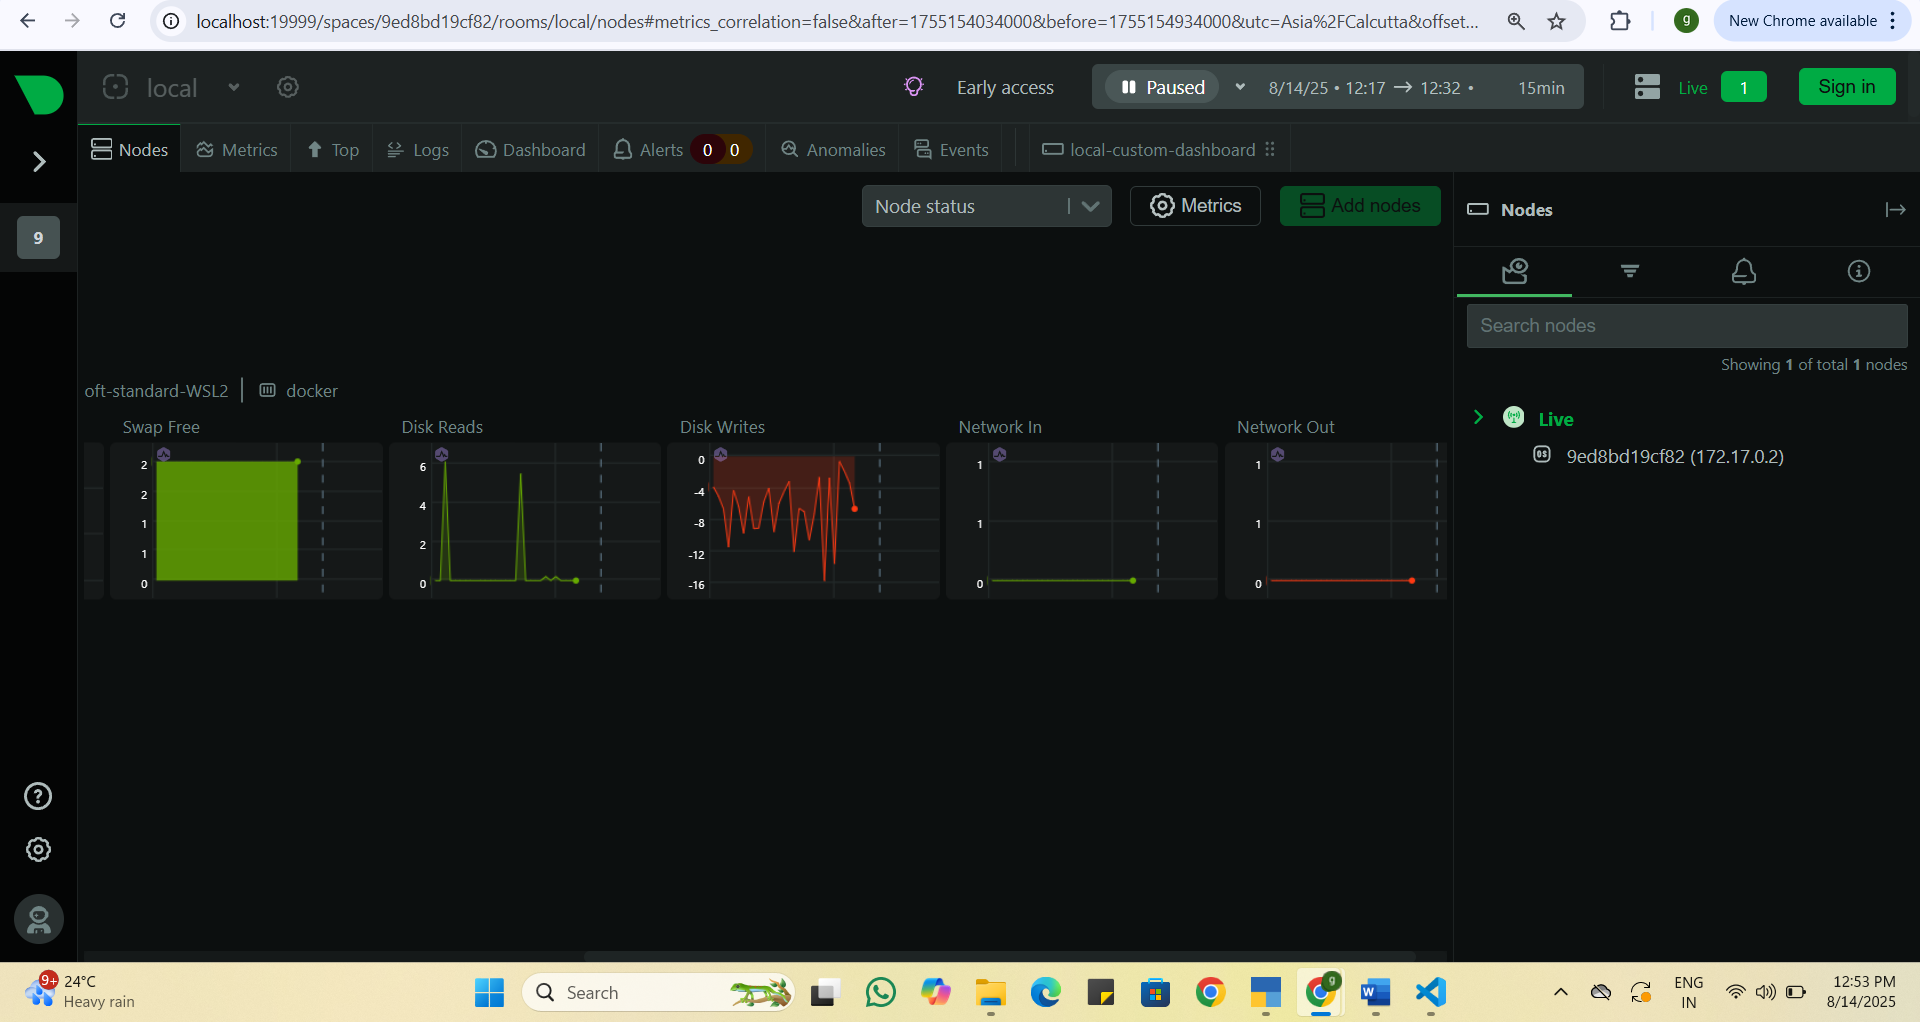 localhost:19999/spaces/9ed8bd19cf82/rooms/local/nodes#metrics_correlation=false&after=1755154034000&before=1755154934000&utc=Asia%2FCalcutta&offset...
g
New Chrome available
local
Early access
Paused
8/14/25 • 12:17 → 12:32 •
15min
Live
1
Sign in
Nodes
Metrics
Top
Logs
Dashboard
Alerts
0
0
Anomalies
Events
local-custom-dashboard
9
Node status
Metrics
Add nodes
Nodes
Search nodes
Showing 1 of total 1 nodes
Live
OS
9ed8bd19cf82 (172.17.0.2)
oft-standard-WSL2
docker
Swap Free
2
2
1
1
0
Disk Reads
6
4
2
0
Disk Writes
0
-4
-8
-12
-16
Network In
1
1
0
Network Out
1
1
0
9+
24°C
Heavy rain
Search
g
W
ENG
IN
12:53 PM
8/14/2025